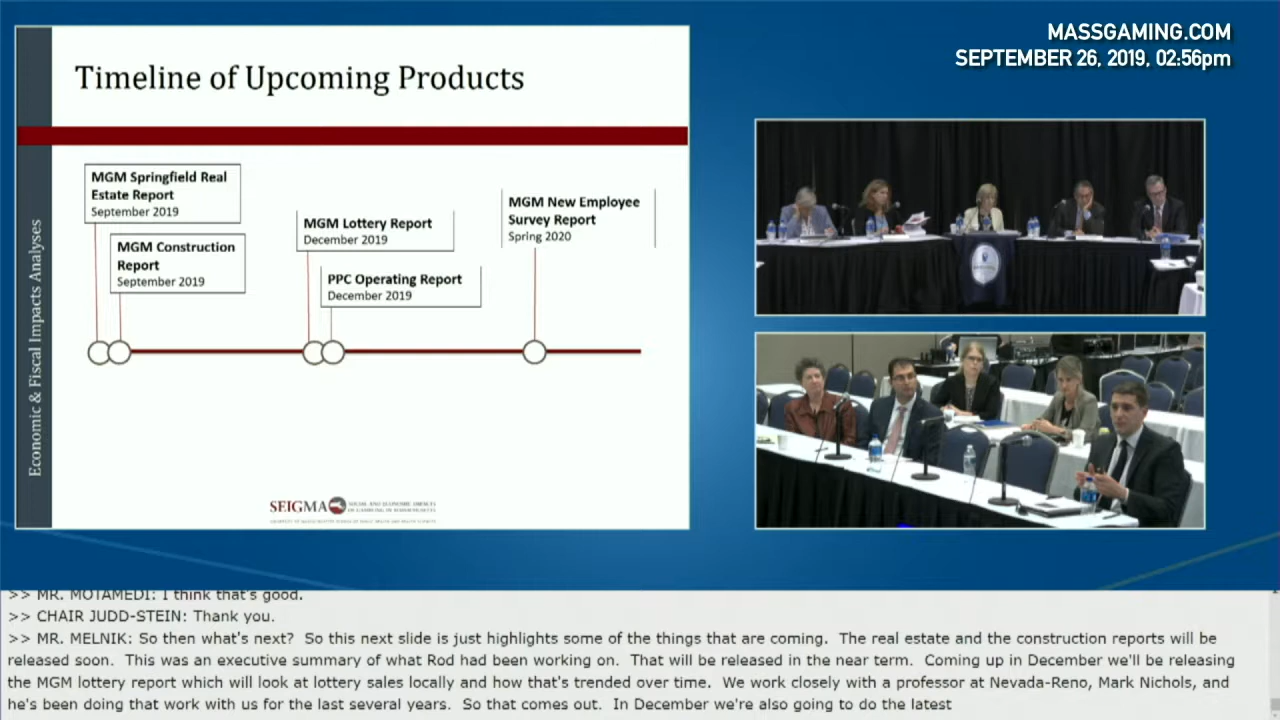 MASSGAMING.COM
SEPTEMBER 26, 2019, 02:56pm
Timeline of Upcoming Products
Economic & Fiscal Impacts Analyses
MGM Springfield Real
Estate Report
September 2019
MGM Construction
Report
September 2019
MGM Lottery Report
December 2019
PPC Operating Report
December 2019
MGM New Employee
Survey Report
Spring 2020
SEIGMA
SOCIAL AND ECONOMIC IMPACTS
OF GAMBLING IN MASSACHUSETTS
>> MR. MOTAMEDI: I think that's good.
>> CHAIR JUDD-STEIN: Thank you.
>> MR. MELNIK: So then what's next?  So this next slide is just highlights some of the things that are coming.  The real estate and the construction reports will be
released soon.  This was an executive summary of what Rod had been working on.  That will be released in the near term.  Coming up in December we'll be releasing
the MGM lottery report which will look at lottery sales locally and how that's trended over time.  We work closely with a professor at Nevada-Reno, Mark Nichols, and
he's been doing that work with us for the last several years.  So that comes out.  In December we're also going to do the latest